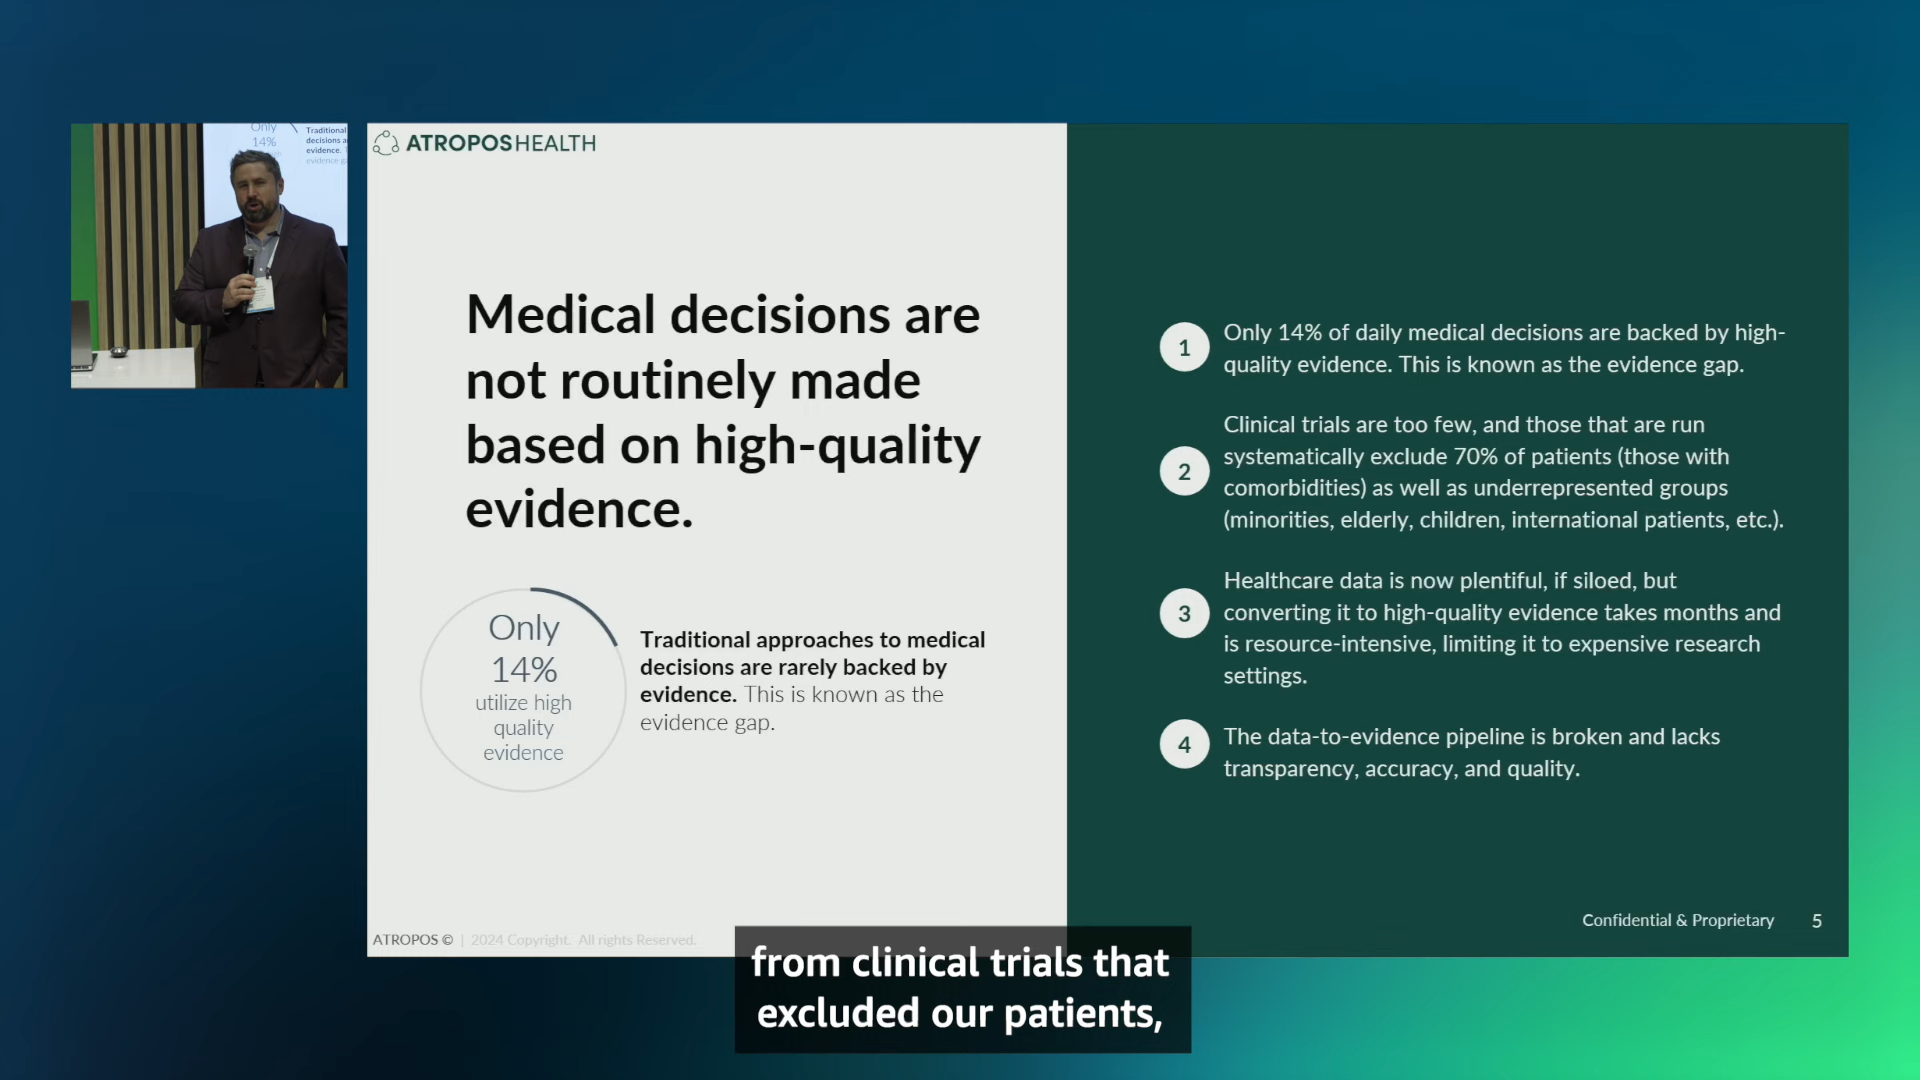 Only
14%
Traditional
decisions a
evidence.
evidence g
ATROPOSHEALTH
Medical decisions are
not routinely made
based on high-quality
evidence.
Only
14%
utilize high
quality
evidence
Traditional approaches to medical
decisions are rarely backed by
evidence. This is known as the
evidence gap.
1
Only 14% of daily medical decisions are backed by high-
quality evidence. This is known as the evidence gap.
2
Clinical trials are too few, and those that are run
systematically exclude 70% of patients (those with
comorbidities) as well as underrepresented groups
(minorities, elderly, children, international patients, etc.).
3
Healthcare data is now plentiful, if siloed, but
converting it to high-quality evidence takes months and
is resource-intensive, limiting it to expensive research
settings.
4
The data-to-evidence pipeline is broken and lacks
transparency, accuracy, and quality.
Confidential & Proprietary 5
ATROPOS © | 2024 Copyright. All rights Reserved.
from clinical trials that
excluded our patients,